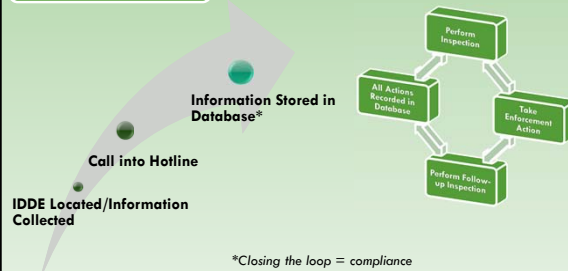 Perform
Inspection
All Actions
Recorded in
Database
Take
Enforcement
Action
Perform Follow-
up Inspection
Information Stored in
Database*
Call into Hotline
IDDE Located/Information
Collected
*Closing the loop = compliance